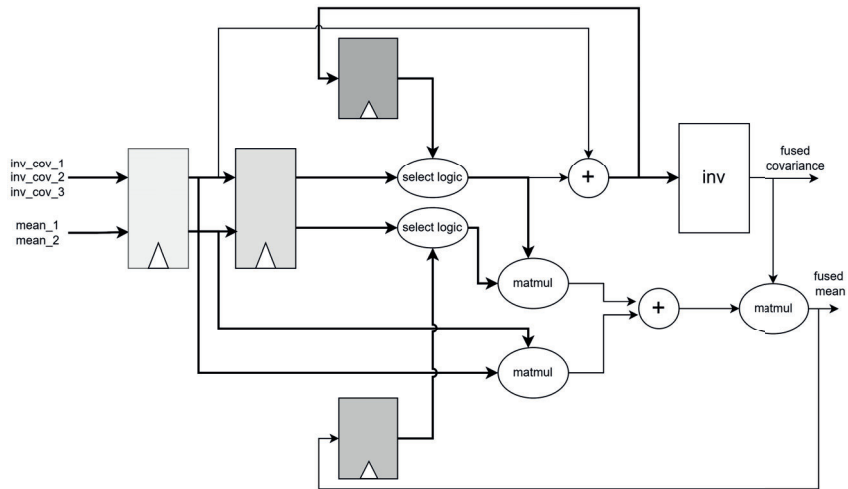 inv_cov_1
inv_cov_2
inv_cov_3
mean_1
mean_2
select logic
select logic
+
inv
fused
covariance
matmul
+
matmul
fused
mean
matmul